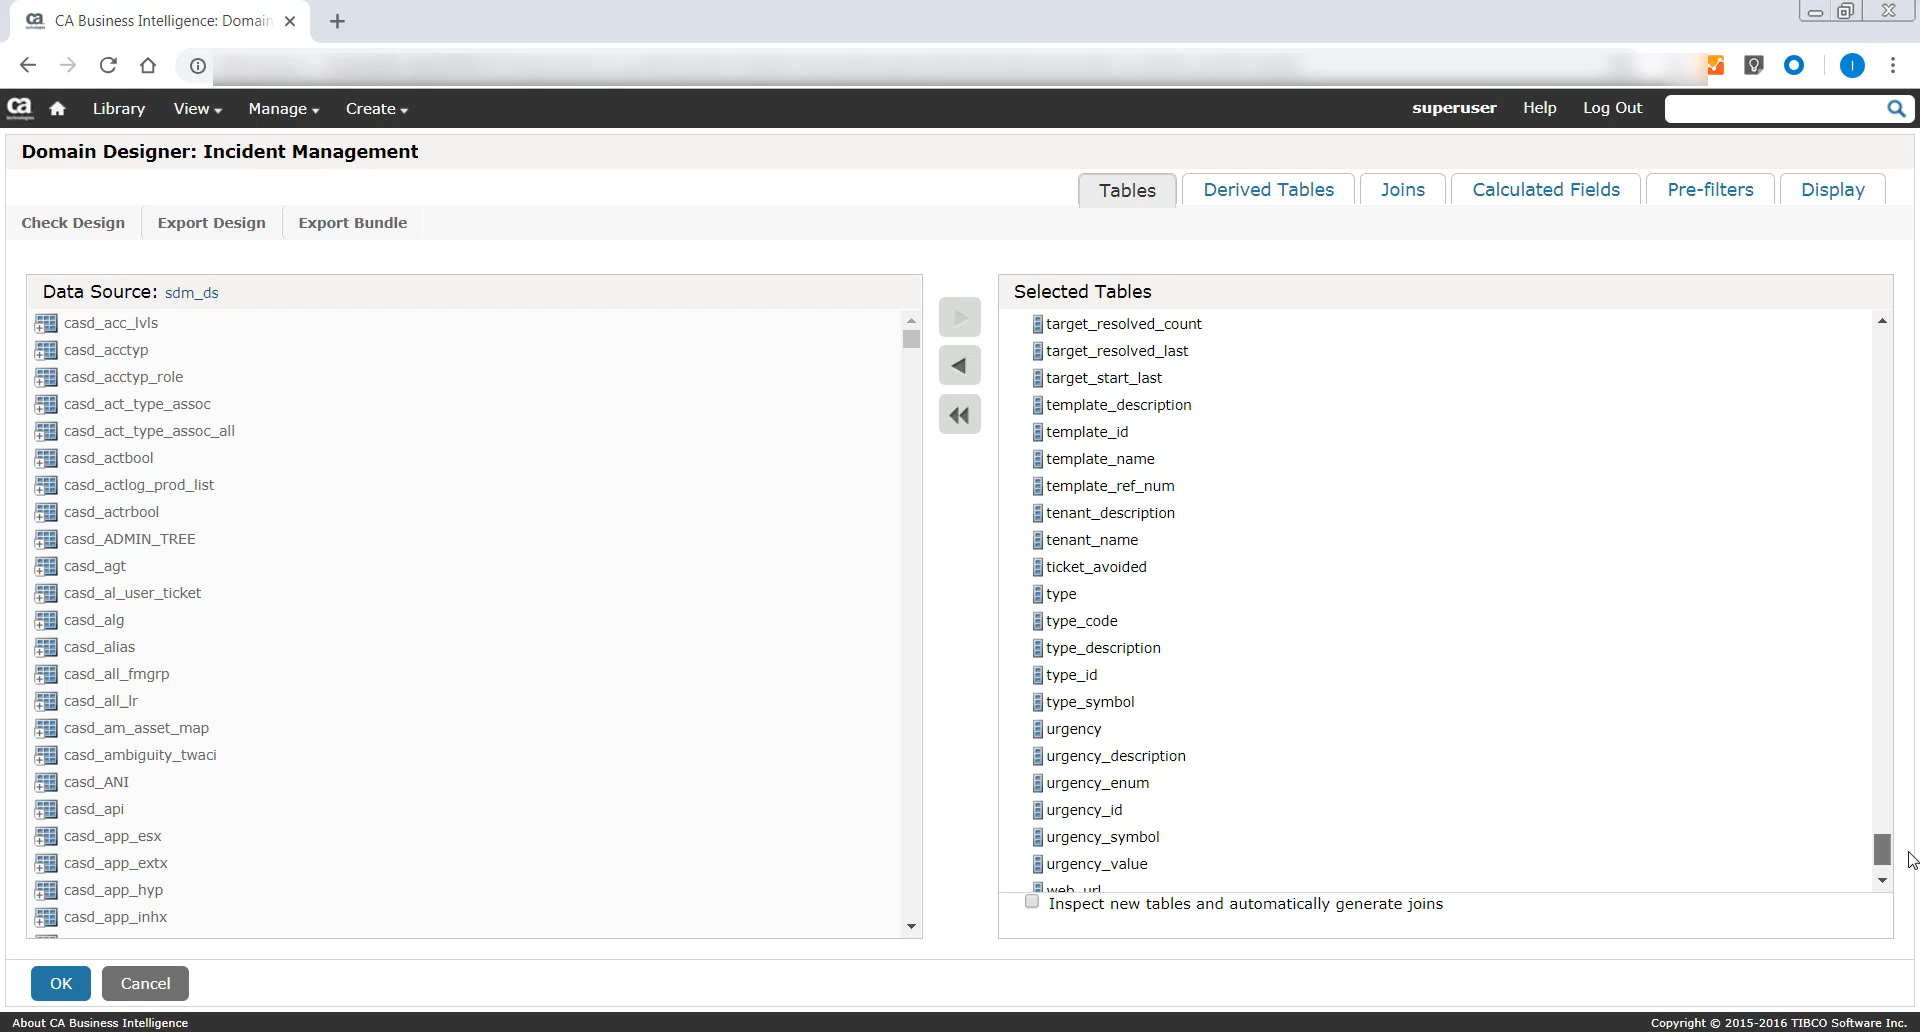 CA Business Intelligence: Domain
I
ca
technologies
Library
View
Manage
Create
superuser
Help
Log Out
Domain Designer: Incident Management
Tables
Derived Tables
Joins
Calculated Fields
Pre-filters
Display
Check Design
Export Design
Export Bundle
Data Source: sdm_ds
casd_acc_lvls
casd_acctyp
casd_acctyp_role
casd_act_type_assoc
casd_act_type_assoc_all
casd_actbool
casd_actlog_prod_list
casd_actrbool
casd_ADMIN_TREE
casd_agt
casd_al_user_ticket
casd_alg
casd_alias
casd_all_fmgrp
casd_all_lr
casd_am_asset_map
casd_ambiguity_twaci
casd_ANI
casd_api
casd_app_esx
casd_app_extx
casd_app_hyp
casd_app_inhx
Selected Tables
target_resolved_count
target_resolved_last
target_start_last
template_description
template_id
template_name
template_ref_num
tenant_description
tenant_name
ticket_avoided
type
type_code
type_description
type_id
type_symbol
urgency
urgency_description
urgency_enum
urgency_id
urgency_symbol
urgency_value
web_url
Inspect new tables and automatically generate joins
OK
Cancel
About CA Business Intelligence
Copyright © 2015-2016 TIBCO Software Inc.